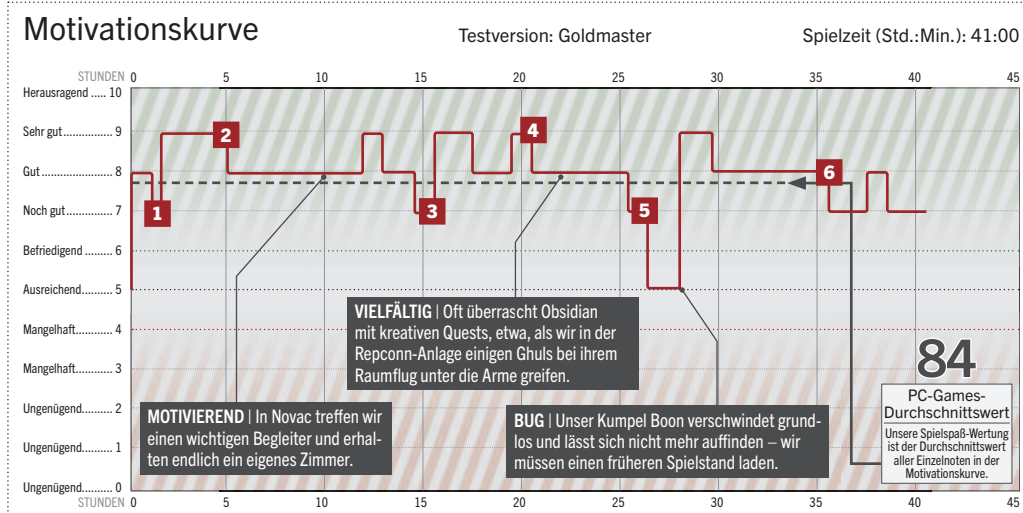 Motivationskurve
Testversion: Goldmaster
Spielzeit (Std.:Min.): 41:00
STUNDEN 0 5 10 15 20 25 30 35 40 45
Herausragend ..... 10
Sehr gut ............... 9
Gut ........................ 8
Noch gut ............... 7
Befriedigend ........ 6
Ausreichend.......... 5
Mangelhaft............ 4
Mangelhaft............ 3
Ungenügend.......... 2
Ungenügend.......... 1
Ungenügend.......... 0
STUNDEN 0 5 10 15 20 25 30 35 40 45
1
2
3
4
5
6
VIELFÄLTIG | Oft überrascht Obsidian
mit kreativen Quests, etwa, als wir in der
Repconn-Anlage einigen Ghuls bei ihrem
Raumflug unter die Arme greifen.
MOTIVIEREND | In Novac treffen wir
einen wichtigen Begleiter und erhal-
ten endlich ein eigenes Zimmer.
BUG | Unser Kumpel Boon verschwindet grund-
los und lässt sich nicht mehr auffinden – wir
müssen einen früheren Spielstand laden.
84
PC-Games-
Durchschnittswert
Unsere Spielspaß-Wertung
ist der Durchschnittswert
aller Einzelnoten in der
Motivationskurve.